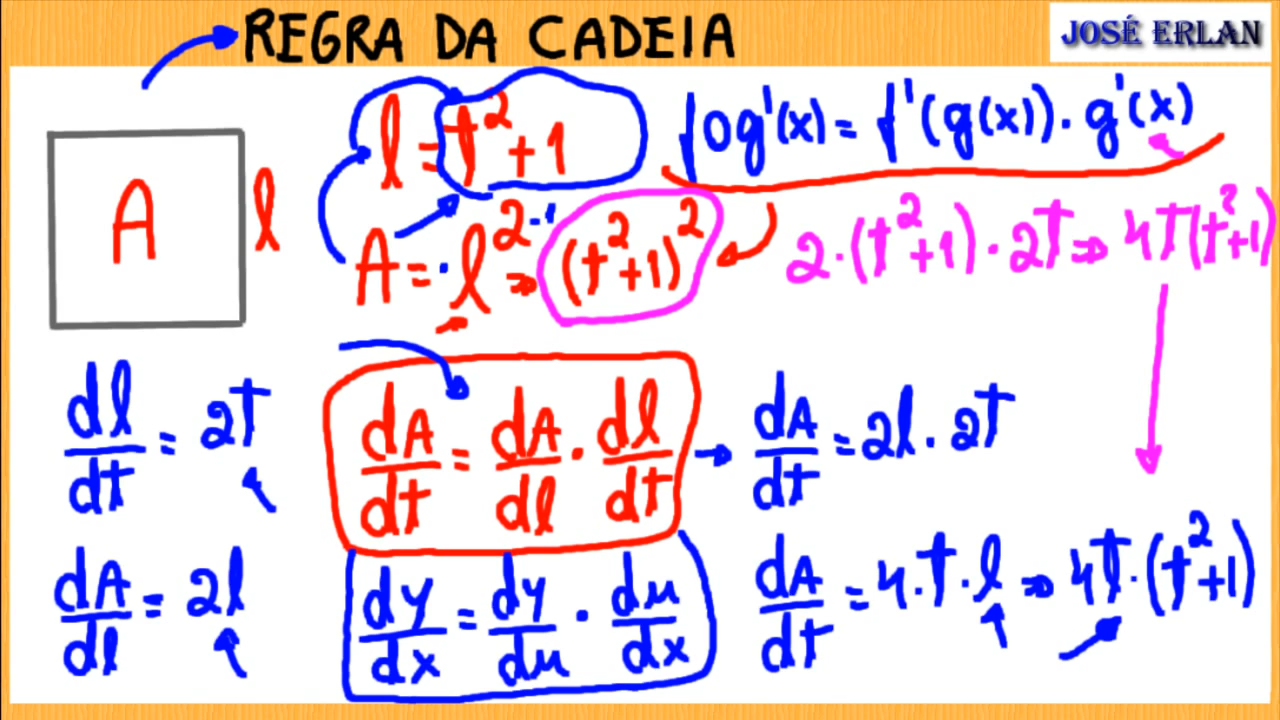 REGRA DA CADEIA
JOSÉ ERLAN
l = t² + 1
fog'(x) = f'(g(x)) · g'(x)
A l
A = l²⁻¹ ⇒ (t²+1)²
2·(t²+1)·2t ⇒ 4t(t²+1)
dl/dt = 2t
dA/dt = dA/dl · dl/dt → dA/dt = 2l · 2t
dA/dl = 2l
dy/dx = dy/du · du/dx
dA/dt = 4·t·l ⇒ 4t·(t²+1)